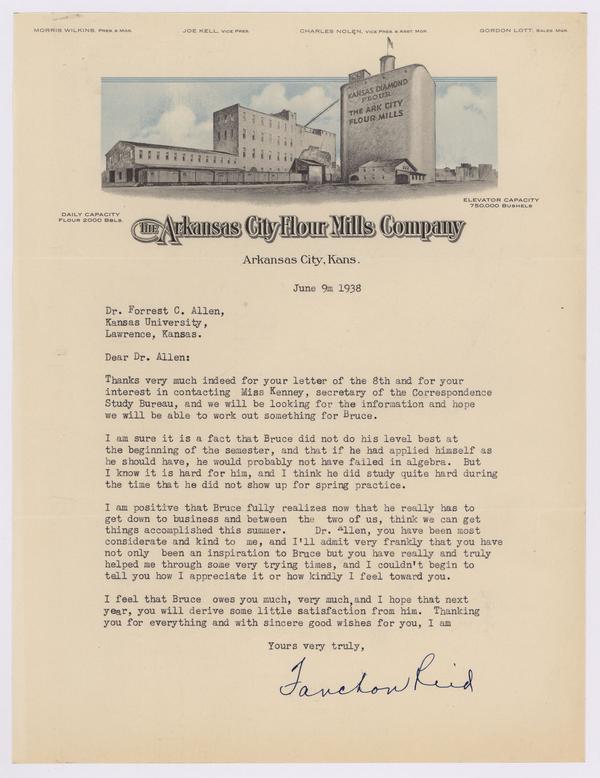 MORRIS WILKINS, PRES. & MGR. JOE KELL, VICE PRES. CHARLES NOLEN, VICE PRES. & ASST. MGR. GORDON LOTT, SALES MGR.
KANSAS DIAMOND
FLOUR
THE ARK CITY
FLOUR MILLS
DAILY CAPACITY
FLOUR 2000 BBLS.
ELEVATOR CAPACITY
750,000 BUSHELS
THE Arkansas City Flour Mills Company
Arkansas City, Kans.
June 9m 1938
Dr. Forrest C. Allen,
Kansas University,
Lawrence, Kansas.
Dear Dr. Allen:
Thanks very much indeed for your letter of the 8th and for your
interest in contacting Miss Kenney, secretary of the Correspondence
Study Bureau, and we will be looking for the information and hope
we will be able to work out something for Bruce.
I am sure it is a fact that Bruce did not do his level best at
the beginning of the semester, and that if he had applied himself as
he should have, he would probably not have failed in algebra. But
I know it is hard for him, and I think he did study quite hard during
the time that he did not show up for spring practice.
I am positive that Bruce fully realizes now that he really has to
get down to business and between the two of us, think we can get
things accomplished this summer. Dr. Allen, you have been most
considerate and kind to me, and I'll admit very frankly that you have
not only been an inspiration to Bruce but you have really and truly
helped me through some very trying times, and I couldn't begin to
tell you how I appreciate it or how kindly I feel toward you.
I feel that Bruce owes you much, very much, and I hope that next
year, you will derive some little satisfaction from him. Thanking
you for everything and with sincere good wishes for you, I am
Yours very truly,
Fanchon Reid